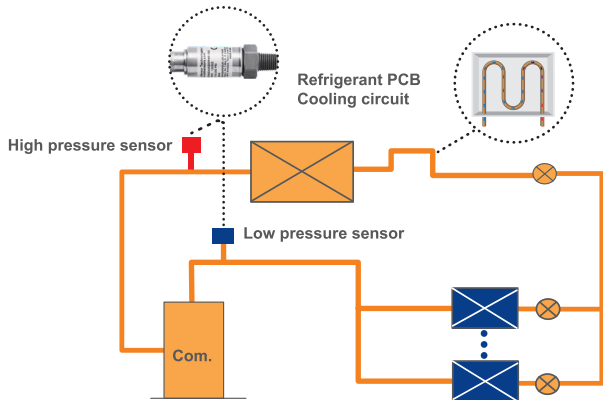 Refrigerant PCB
Cooling circuit
High pressure sensor
Low pressure sensor
Com.